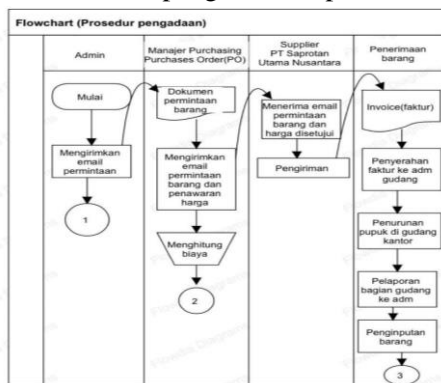 Flowchart (Prosedur pengadaan)
Admin
Manajer Purchasing
Purchases Order(PO)
Supplier
PT Saprotan
Utama Nusantara
Penerimaan
barang
Mulai
Mengirimkan
email
permintaan
1
Dokumen
permintaan
barang
Mengirimkan
email
permintaan
barang dan
penawaran
harga
Menghitung
biaya
2
Menerima email
permintaan
barang dan
harga disetujui
Pengiriman
Invoice(faktur)
Penyerahan
faktur ke adm
gudang
Penurunan
pupuk di gudang
kantor
Pelaporan
bagian gudang
ke adm
Penginputan
barang
3